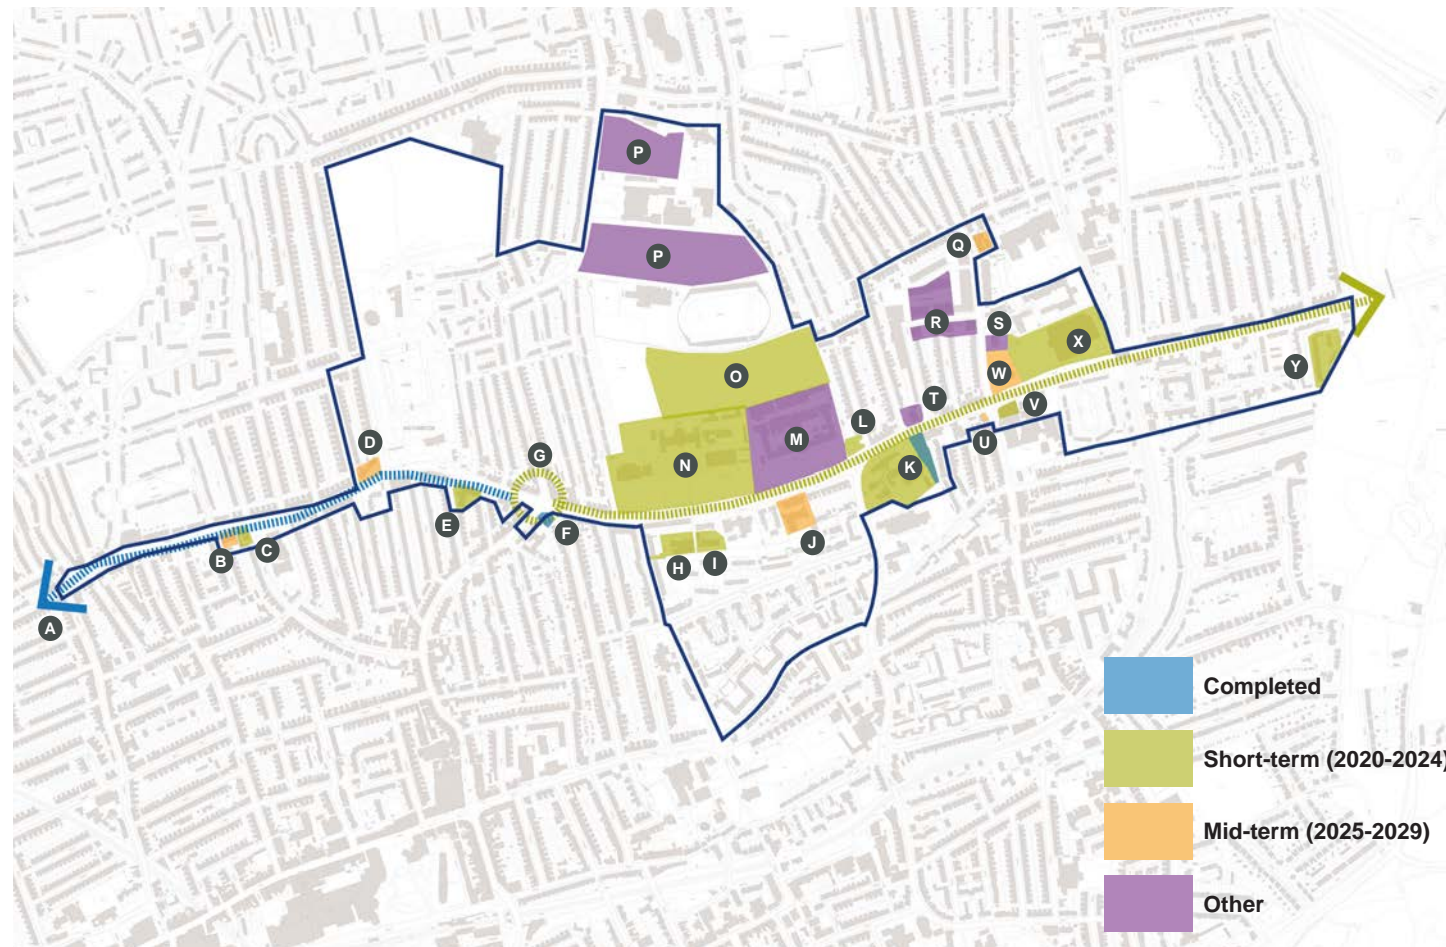 P
P
Q
R
S
X
W
Y
O
T
V
L
U
M
D
G
N
K
E
F
J
B
C
H
I
A
Completed
Short-term (2020-2024)
Mid-term (2025-2029)
Other